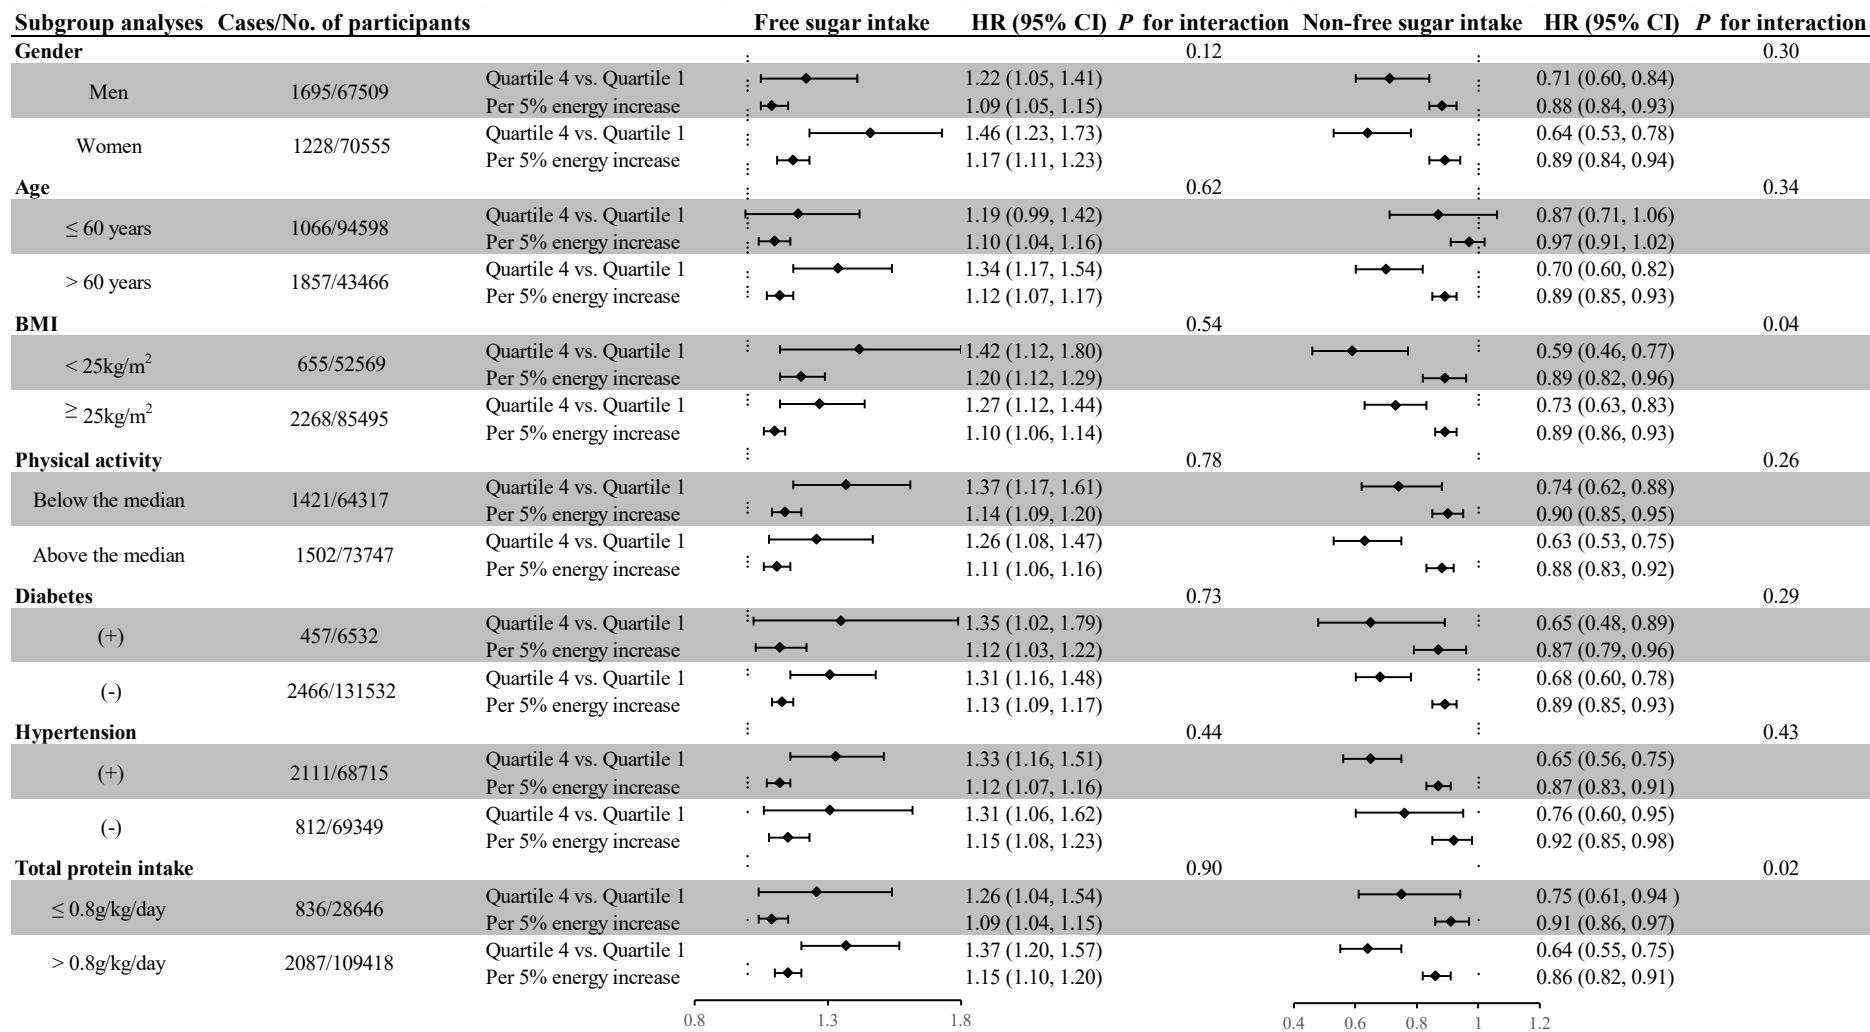 Subgroup analyses Cases/No. of participants Free sugar intake HR (95% CI) P for interaction Non-free sugar intake HR (95% CI) P for interaction
Gender 0.12 0.30
Men 1695/67509 Quartile 4 vs. Quartile 1 1.22 (1.05, 1.41) 0.71 (0.60, 0.84)
Per 5% energy increase 1.09 (1.05, 1.15) 0.88 (0.84, 0.93)
Women 1228/70555 Quartile 4 vs. Quartile 1 1.46 (1.23, 1.73) 0.64 (0.53, 0.78)
Per 5% energy increase 1.17 (1.11, 1.23) 0.89 (0.84, 0.94)
Age 0.62 0.34
≤ 60 years 1066/94598 Quartile 4 vs. Quartile 1 1.19 (0.99, 1.42) 0.87 (0.71, 1.06)
Per 5% energy increase 1.10 (1.04, 1.16) 0.97 (0.91, 1.02)
> 60 years 1857/43466 Quartile 4 vs. Quartile 1 1.34 (1.17, 1.54) 0.70 (0.60, 0.82)
Per 5% energy increase 1.12 (1.07, 1.17) 0.89 (0.85, 0.93)
BMI 0.54 0.04
< 25kg/m² 655/52569 Quartile 4 vs. Quartile 1 1.42 (1.12, 1.80) 0.59 (0.46, 0.77)
Per 5% energy increase 1.20 (1.12, 1.29) 0.89 (0.82, 0.96)
≥ 25kg/m² 2268/85495 Quartile 4 vs. Quartile 1 1.27 (1.12, 1.44) 0.73 (0.63, 0.83)
Per 5% energy increase 1.10 (1.06, 1.14) 0.89 (0.86, 0.93)
Physical activity 0.78 0.26
Below the median 1421/64317 Quartile 4 vs. Quartile 1 1.37 (1.17, 1.61) 0.74 (0.62, 0.88)
Per 5% energy increase 1.14 (1.09, 1.20) 0.90 (0.85, 0.95)
Above the median 1502/73747 Quartile 4 vs. Quartile 1 1.26 (1.08, 1.47) 0.63 (0.53, 0.75)
Per 5% energy increase 1.11 (1.06, 1.16) 0.88 (0.83, 0.92)
Diabetes 0.73 0.29
(+) 457/6532 Quartile 4 vs. Quartile 1 1.35 (1.02, 1.79) 0.65 (0.48, 0.89)
Per 5% energy increase 1.12 (1.03, 1.22) 0.87 (0.79, 0.96)
(-) 2466/131532 Quartile 4 vs. Quartile 1 1.31 (1.16, 1.48) 0.68 (0.60, 0.78)
Per 5% energy increase 1.13 (1.09, 1.17) 0.89 (0.85, 0.93)
Hypertension 0.44 0.43
(+) 2111/68715 Quartile 4 vs. Quartile 1 1.33 (1.16, 1.51) 0.65 (0.56, 0.75)
Per 5% energy increase 1.12 (1.07, 1.16) 0.87 (0.83, 0.91)
(-) 812/69349 Quartile 4 vs. Quartile 1 1.31 (1.06, 1.62) 0.76 (0.60, 0.95)
Per 5% energy increase 1.15 (1.08, 1.23) 0.92 (0.85, 0.98)
Total protein intake 0.90 0.02
≤ 0.8g/kg/day 836/28646 Quartile 4 vs. Quartile 1 1.26 (1.04, 1.54) 0.75 (0.61, 0.94 )
Per 5% energy increase 1.09 (1.04, 1.15) 0.91 (0.86, 0.97)
> 0.8g/kg/day 2087/109418 Quartile 4 vs. Quartile 1 1.37 (1.20, 1.57) 0.64 (0.55, 0.75)
Per 5% energy increase 1.15 (1.10, 1.20) 0.86 (0.82, 0.91)
0.8 1.3 1.8 0.4 0.6 0.8 1 1.2